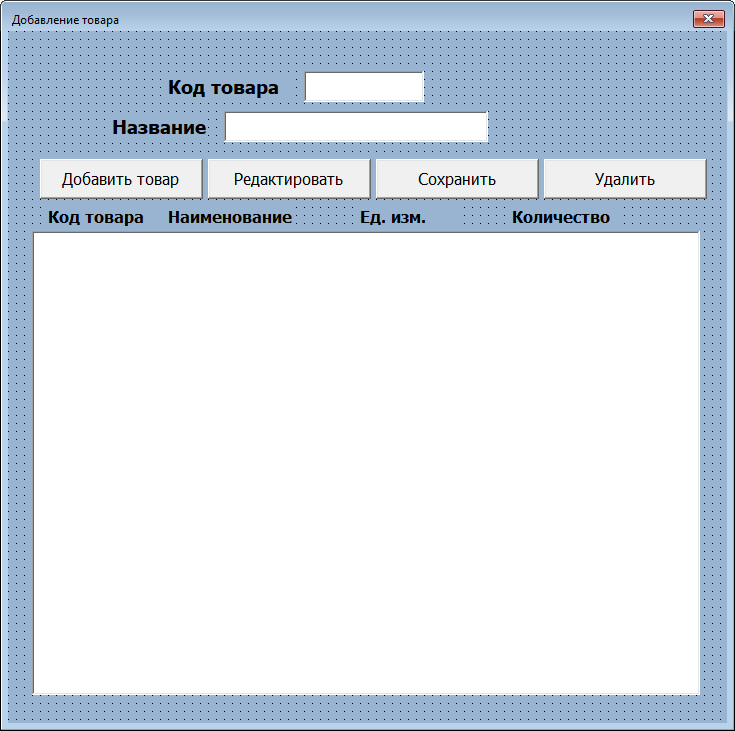 Добавление товара
Код товара
Название
Добавить товар Редактировать Сохранить Удалить
Код товара Наименование Ед. изм. Количество